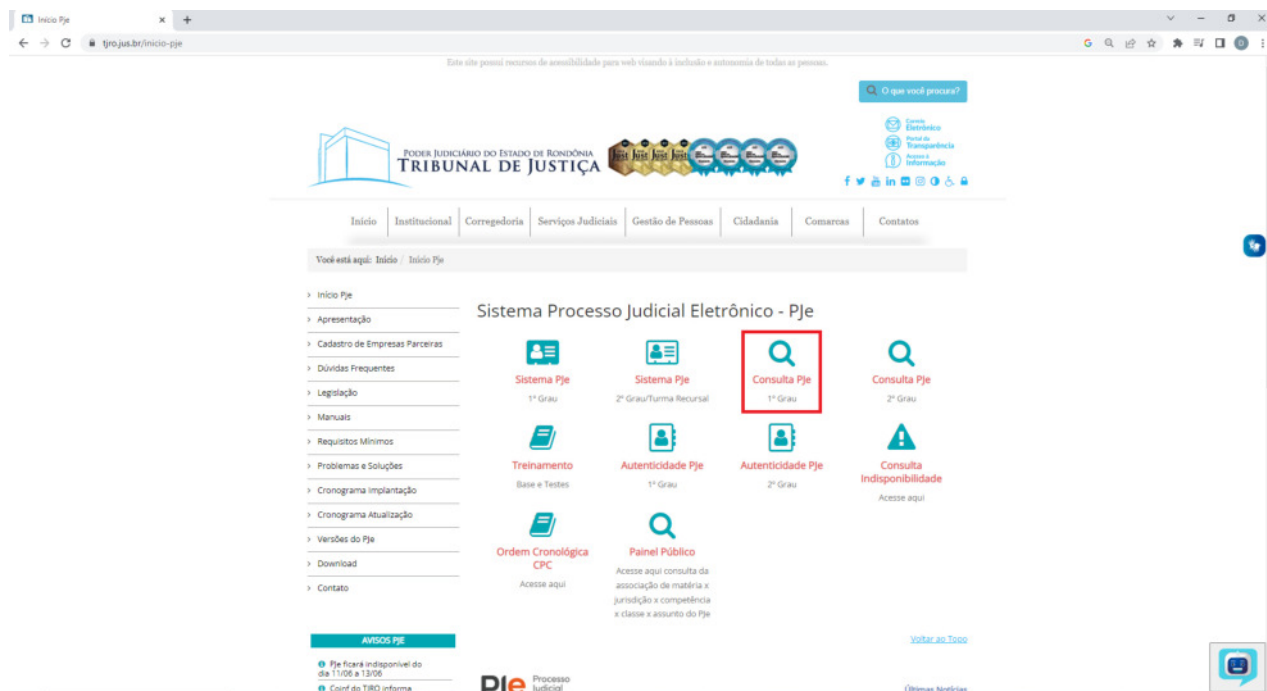 Início PJe
tjro.jus.br/inicio-pje
Este site possui recursos de acessibilidade para web visando à inclusão e autonomia de todas as pessoas.
O que você procura?
Correio
Eletrônico
Portal da
Transparência
Acesso à
Informação
Poder Judiciário do Estado de Rondônia
TRIBUNAL DE JUSTIÇA
Início
Institucional
Corregedoria
Serviços Judiciais
Gestão de Pessoas
Cidadania
Comarcas
Contatos
Você está aqui: Início / Início PJe
Início PJe
Apresentação
Cadastro de Empresas Parceiras
Dúvidas Frequentes
Legislação
Manuais
Requisitos Mínimos
Problemas e Soluções
Cronograma Implantação
Cronograma Atualização
Versões do PJe
Download
Contato
Sistema Processo Judicial Eletrônico - PJe
Sistema PJe
1º Grau
Sistema PJe
2º Grau/Turma Recursal
Consulta PJe
1º Grau
Consulta PJe
2º Grau
Treinamento
Base e Testes
Autenticidade PJe
1º Grau
Autenticidade PJe
2º Grau
Consulta
Indisponibilidade
Acesse aqui
Ordem Cronológica
CPC
Acesse aqui
Painel Público
Acesse aqui consulta da
associação de matéria x
jurisdição x competência
x classe x assunto do PJe
AVISOS PJE
PJe ficará indisponível do
dia 11/06 a 13/06
Coinf do TJRO informa
Voltar ao Topo
PJe
Processo
Judicial
Últimas Notícias